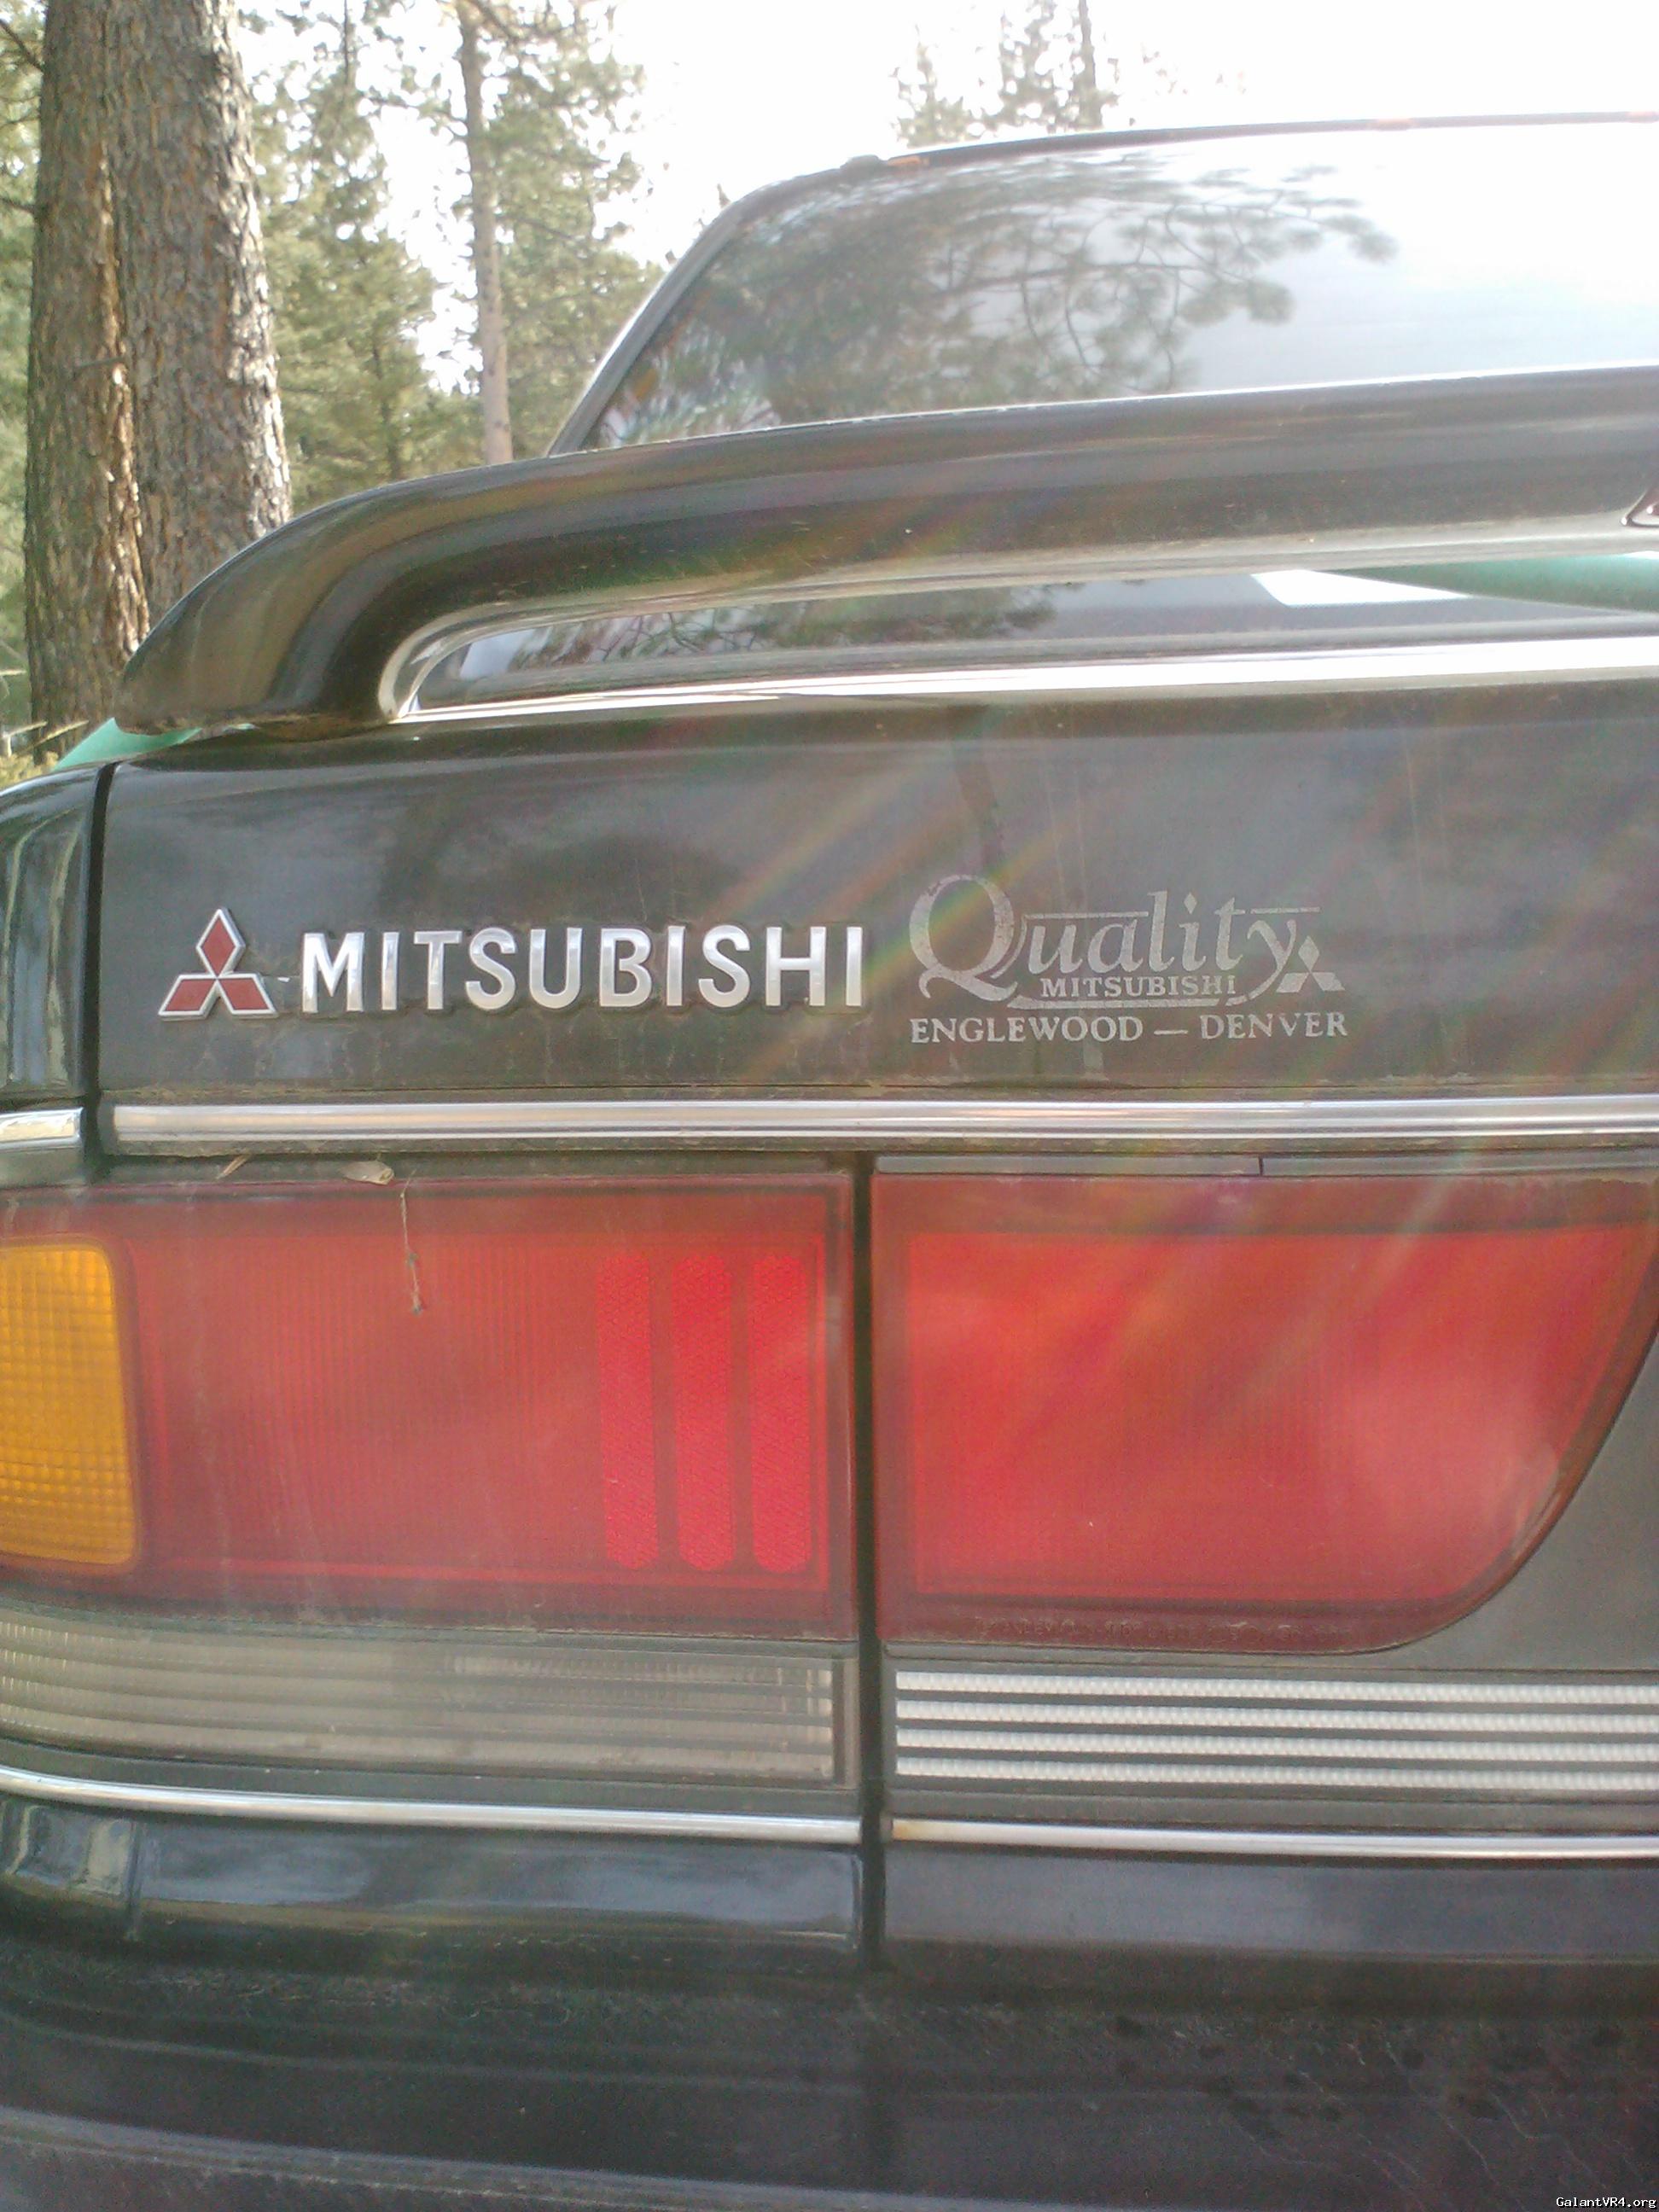 MITSUBISHI
Quality
MITSUBISHI
ENGLEWOOD — DENVER
GalantVR4.org